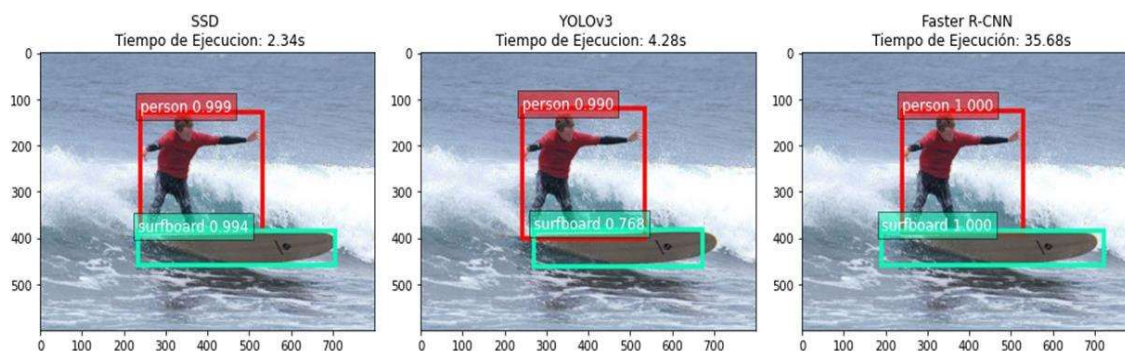 SSD
Tiempo de Ejecucion: 2.34s
0
100
200
300
400
500
0 100 200 300 400 500 600 700
person 0.999
surfboard 0.994
YOLOv3
Tiempo de Ejecucion: 4.28s
0
100
200
300
400
500
0 100 200 300 400 500 600 700
person 0.990
surfboard 0.768
Faster R-CNN
Tiempo de Ejecución: 35.68s
0
100
200
300
400
500
0 100 200 300 400 500 600 700
person 1.000
surfboard 1.000